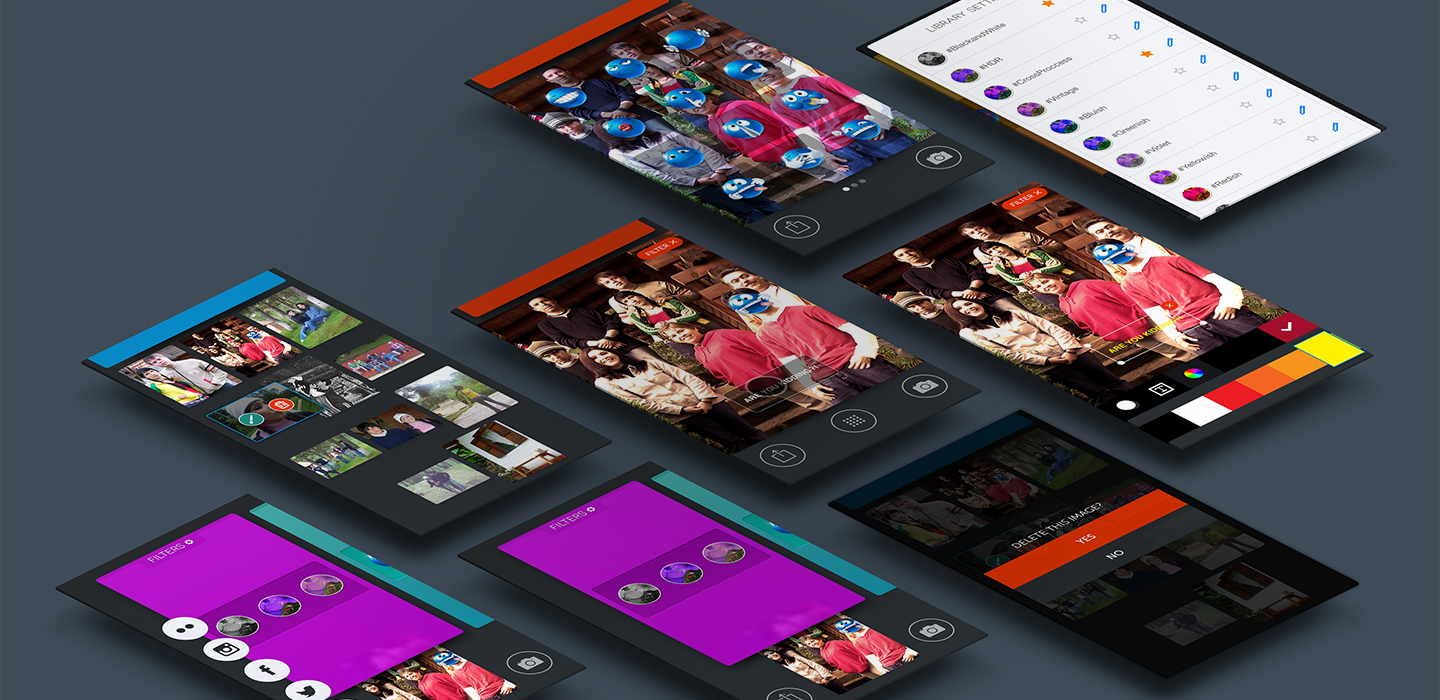 LIBRARY SETTI
#BlackandWhite
#HDR
#CrossProccess
#Vintage
#Bluish
#Greenish
#Violet
#Yellowish
#Redish
FILTER X
ARE YOU KIDDING?!
FILTER X
ARE YOU KIDDING?!
FILTERS
FILTERS
DELETE THIS IMAGE?
YES
NO